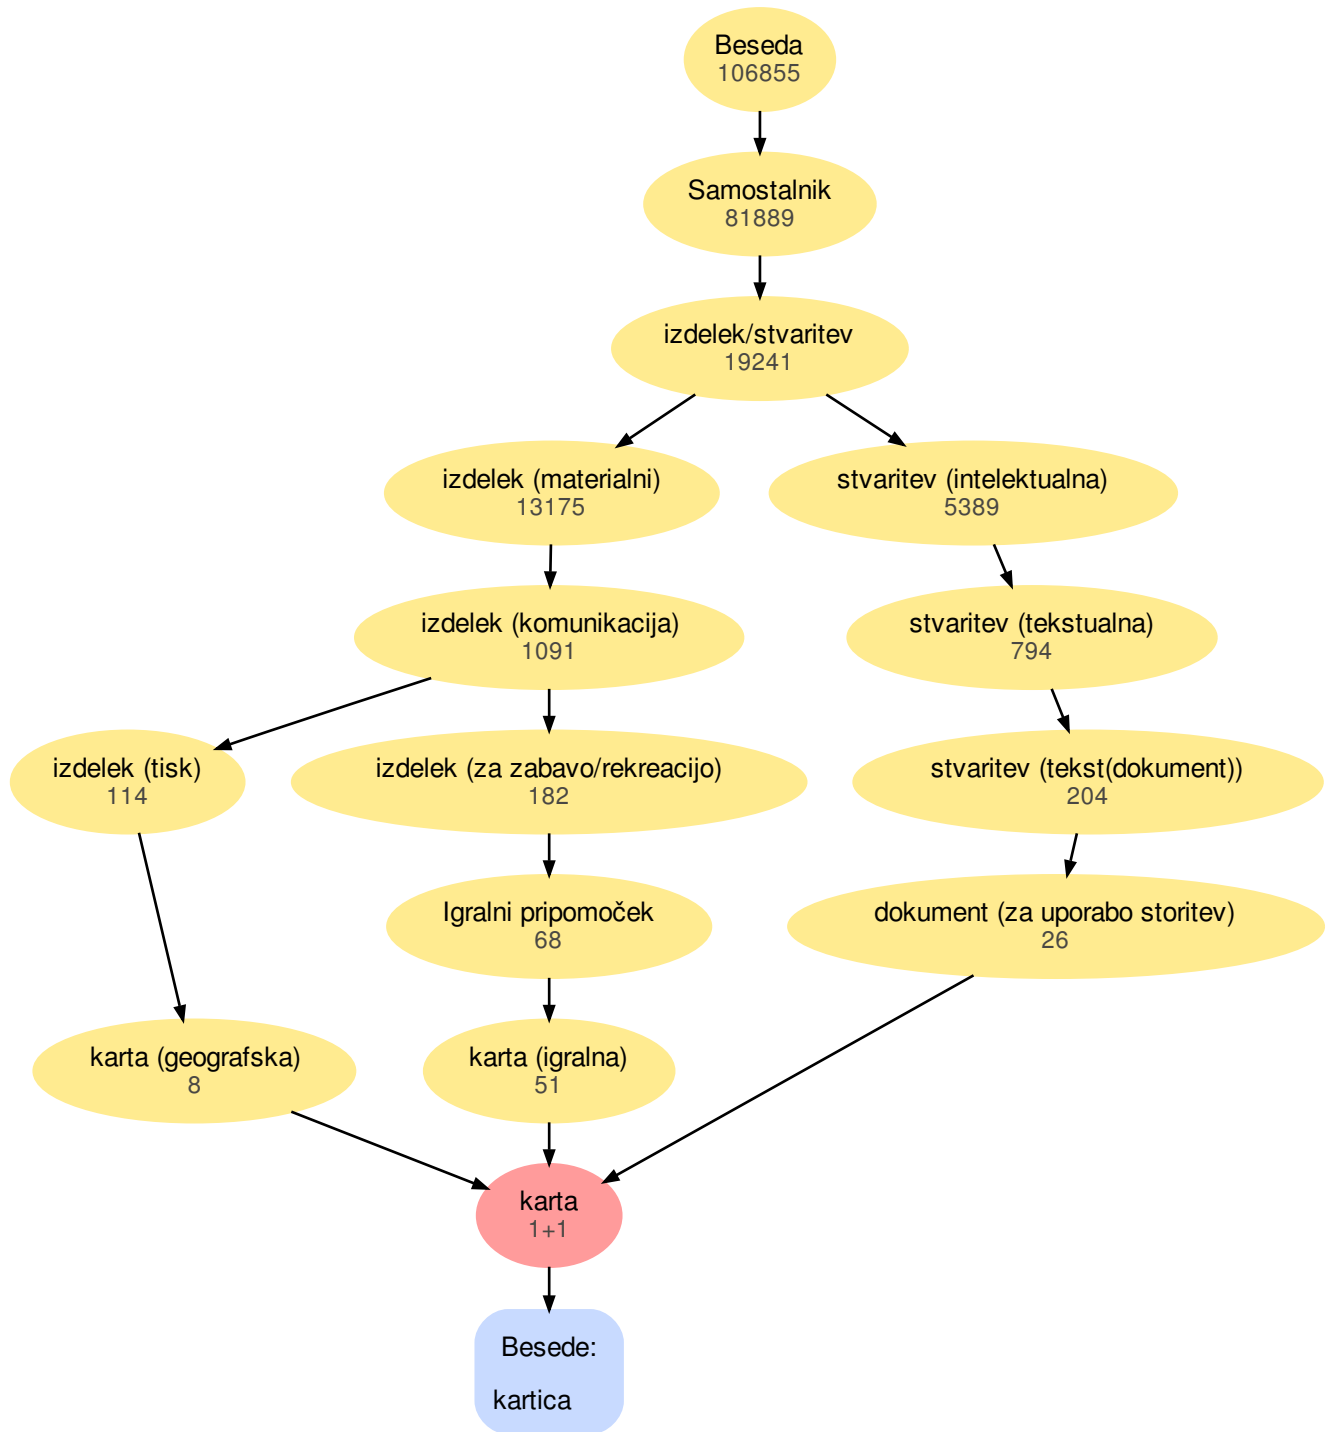 Beseda
106855
Samostalnik
81889
izdelek/stvaritev
19241
izdelek (materialni)
13175
stvaritev (intelektualna)
5389
izdelek (komunikacija)
1091
stvaritev (tekstualna)
794
izdelek (tisk)
114
izdelek (za zabavo/rekreacijo)
182
stvaritev (tekst(dokument))
204
Igralni pripomoček
68
dokument (za uporabo storitev)
26
karta (geografska)
8
karta (igralna)
51
karta
1+1
Besede:
kartica